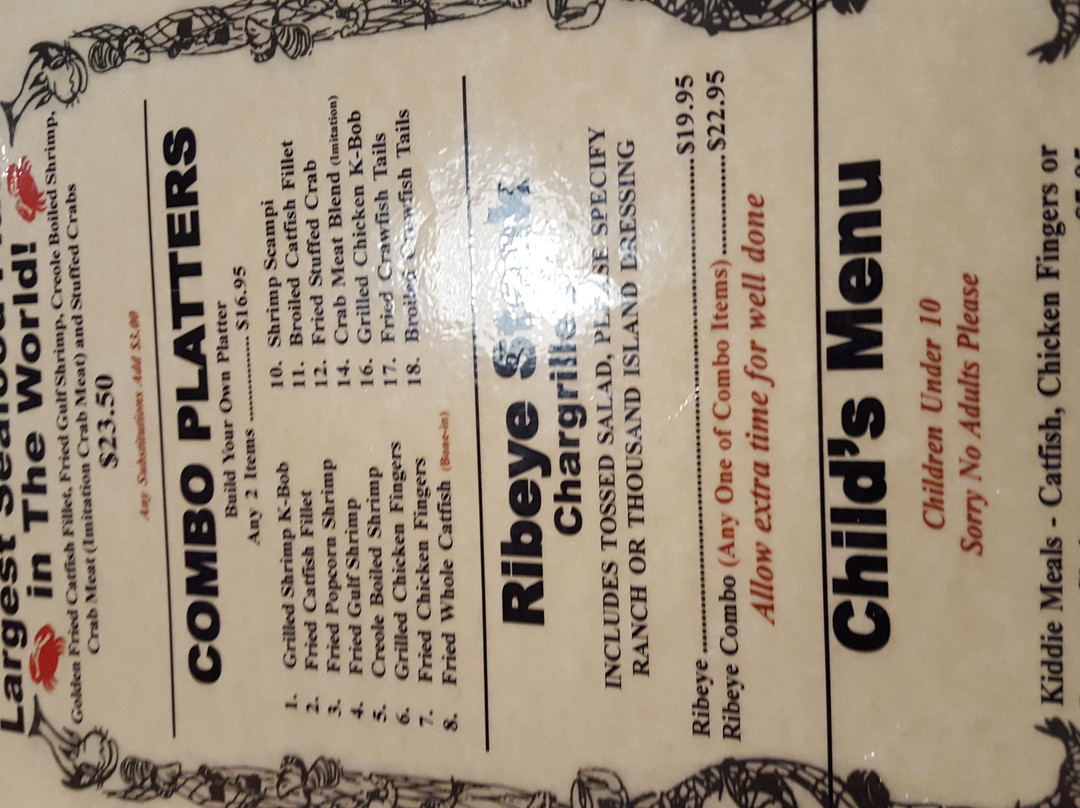 Largest
in The World!
Golden Fried Catfish Fillet, Fried Gulf Shrimp, Creole Boiled Shrimp,
Crab Meat (Imitation Crab Meat) and Stuffed Crabs
$23.50
Any Substitutions Add $3.00
COMBO PLATTERS
Build Your Own Platter
Any 2 Items ................ $16.95
1. Grilled Shrimp K-Bob
2. Fried Catfish Fillet
3. Fried Popcorn Shrimp
4. Fried Gulf Shrimp
5. Creole Boiled Shrimp
6. Grilled Chicken Fingers
7. Fried Chicken Fingers
8. Fried Whole Catfish (Bone-in)
10. Shrimp Scampi
11. Broiled Catfish Fillet
12. Fried Stuffed Crab
14. Crab Meat Blend (Imitation)
16. Grilled Chicken K-Bob
17. Fried Crawfish Tails
18. Broiled Crawfish Tails
Ribeye Steak
Chargrilled
INCLUDES TOSSED SALAD, PLEASE SPECIFY
RANCH OR THOUSAND ISLAND DRESSING
Ribeye ................ $19.95
Ribeye Combo (Any One of Combo Items) ................ $22.95
Allow extra time for well done
Child's Menu
Children Under 10
Sorry No Adults Please
Kiddie Meals - Catfish, Chicken Fingers or